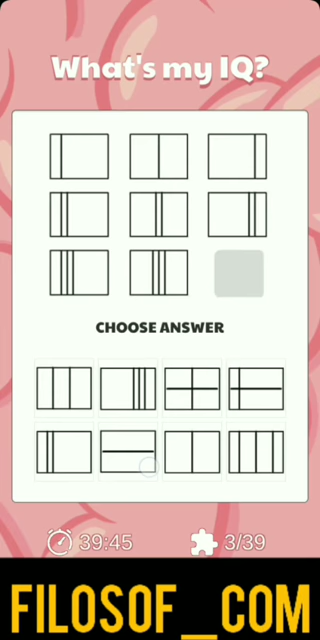 What's my IQ?
CHOOSE ANSWER
39:45
3/39
FILOSOF_COM